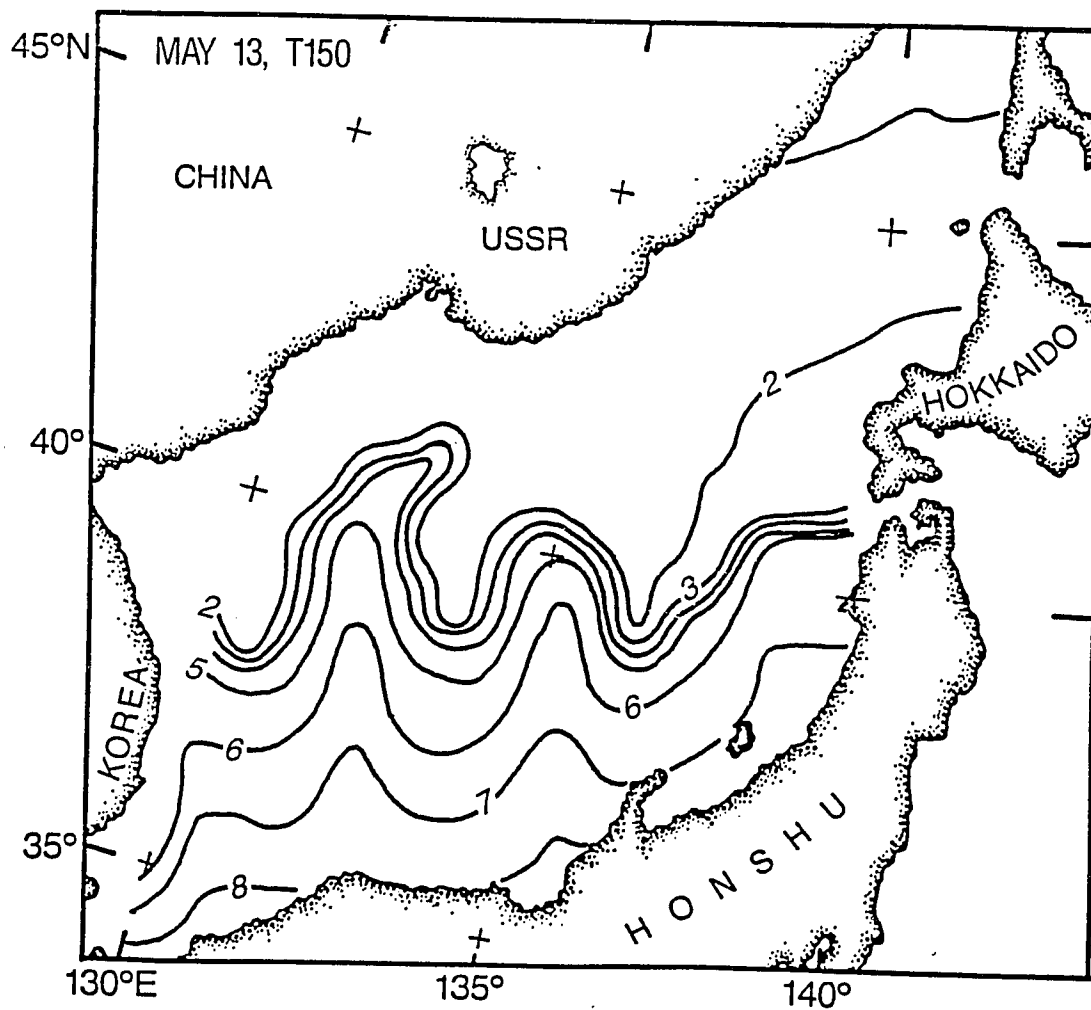 45°N
MAY 13, T150
CHINA
USSR
2
HOKKAIDO
40°
3
2
5
KOREA
6
6
7
HONSHU
35°
8
130°E
135°
140°